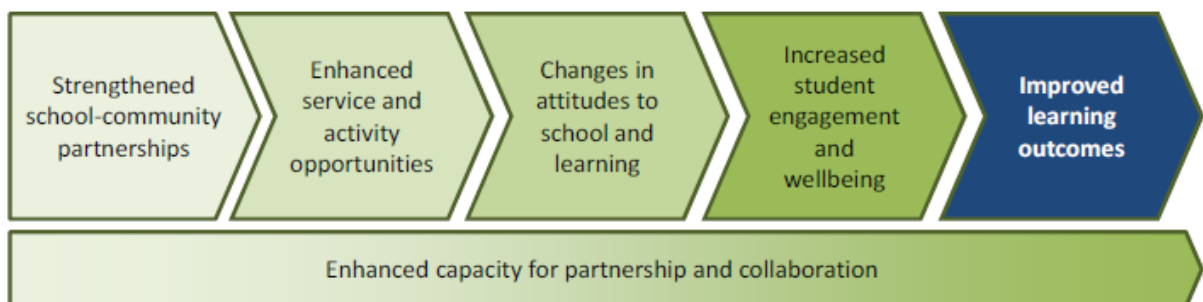 Strengthened
school-community
partnerships
Enhanced
service and
activity
opportunities
Changes in
attitudes to
school and
learning
Increased
student
engagement
and
wellbeing
Improved
learning
outcomes
Enhanced capacity for partnership and collaboration